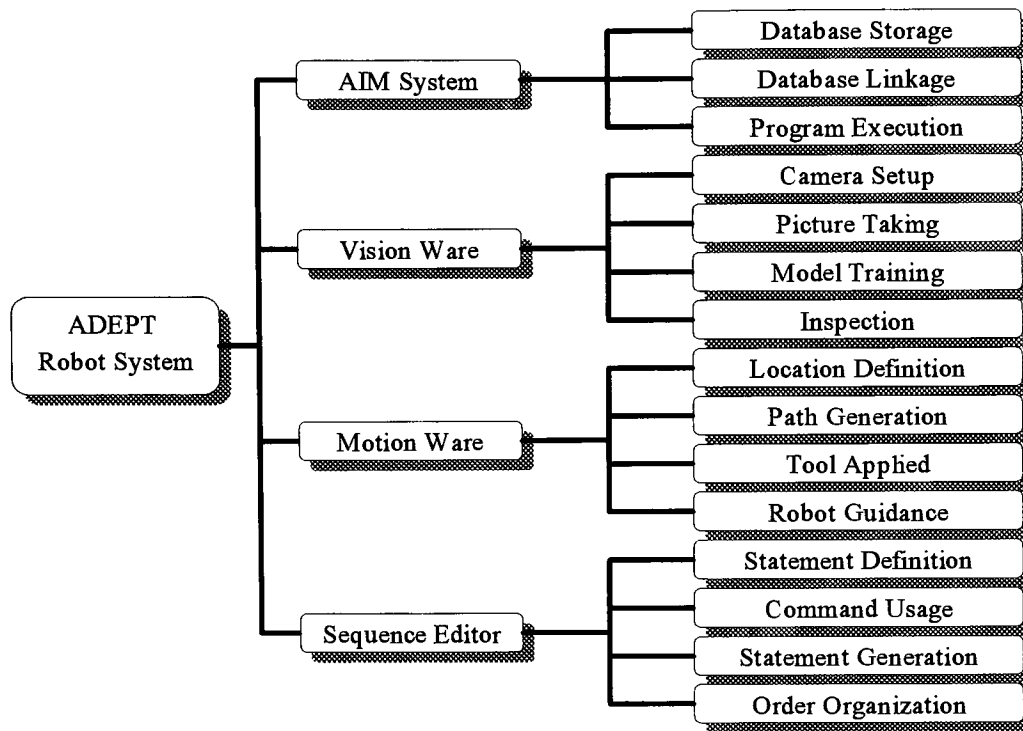 ADEPT
Robot System
AIM System
Database Storage
Database Linkage
Program Execution
Vision Ware
Camera Setup
Picture Taking
Model Training
Inspection
Motion Ware
Location Definition
Path Generation
Tool Applied
Robot Guidance
Sequence Editor
Statement Definition
Command Usage
Statement Generation
Order Organization